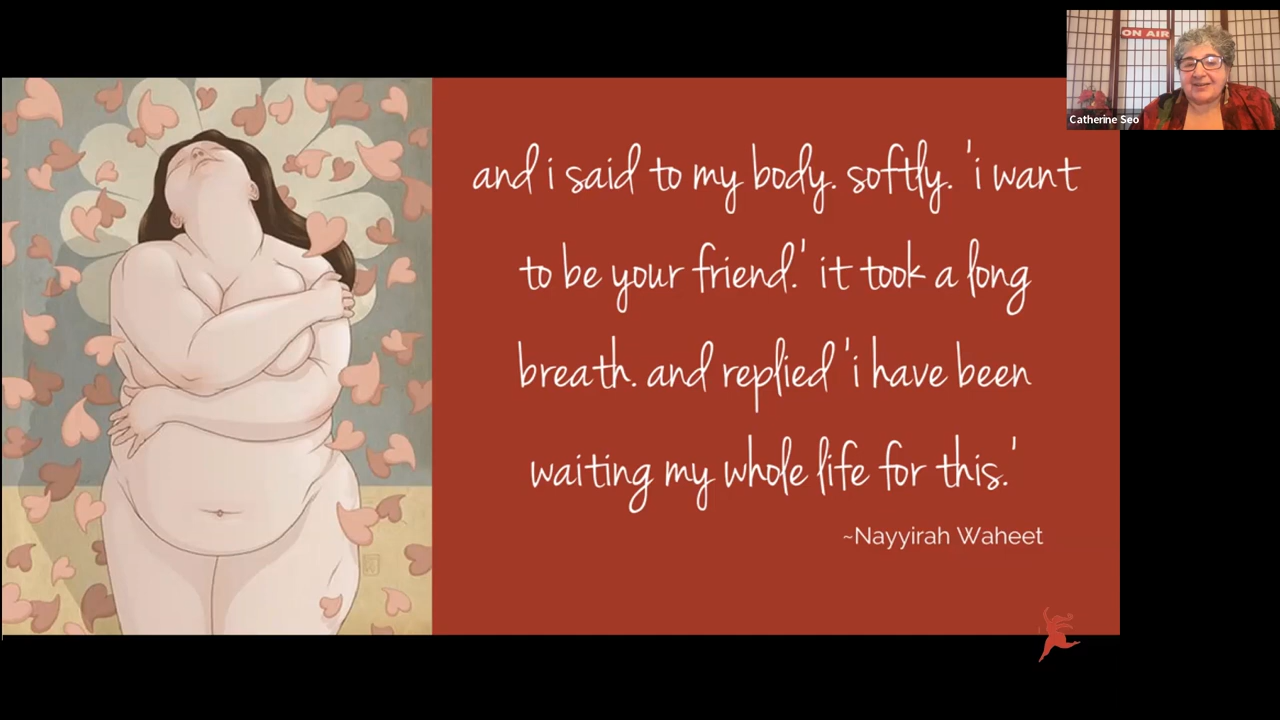 ON AIR
Catherine Seo
and i said to my body. softly. 'i want
to be your friend.' it took a long
breath. and replied 'i have been
waiting my whole life for this.'
~Nayyirah Waheet